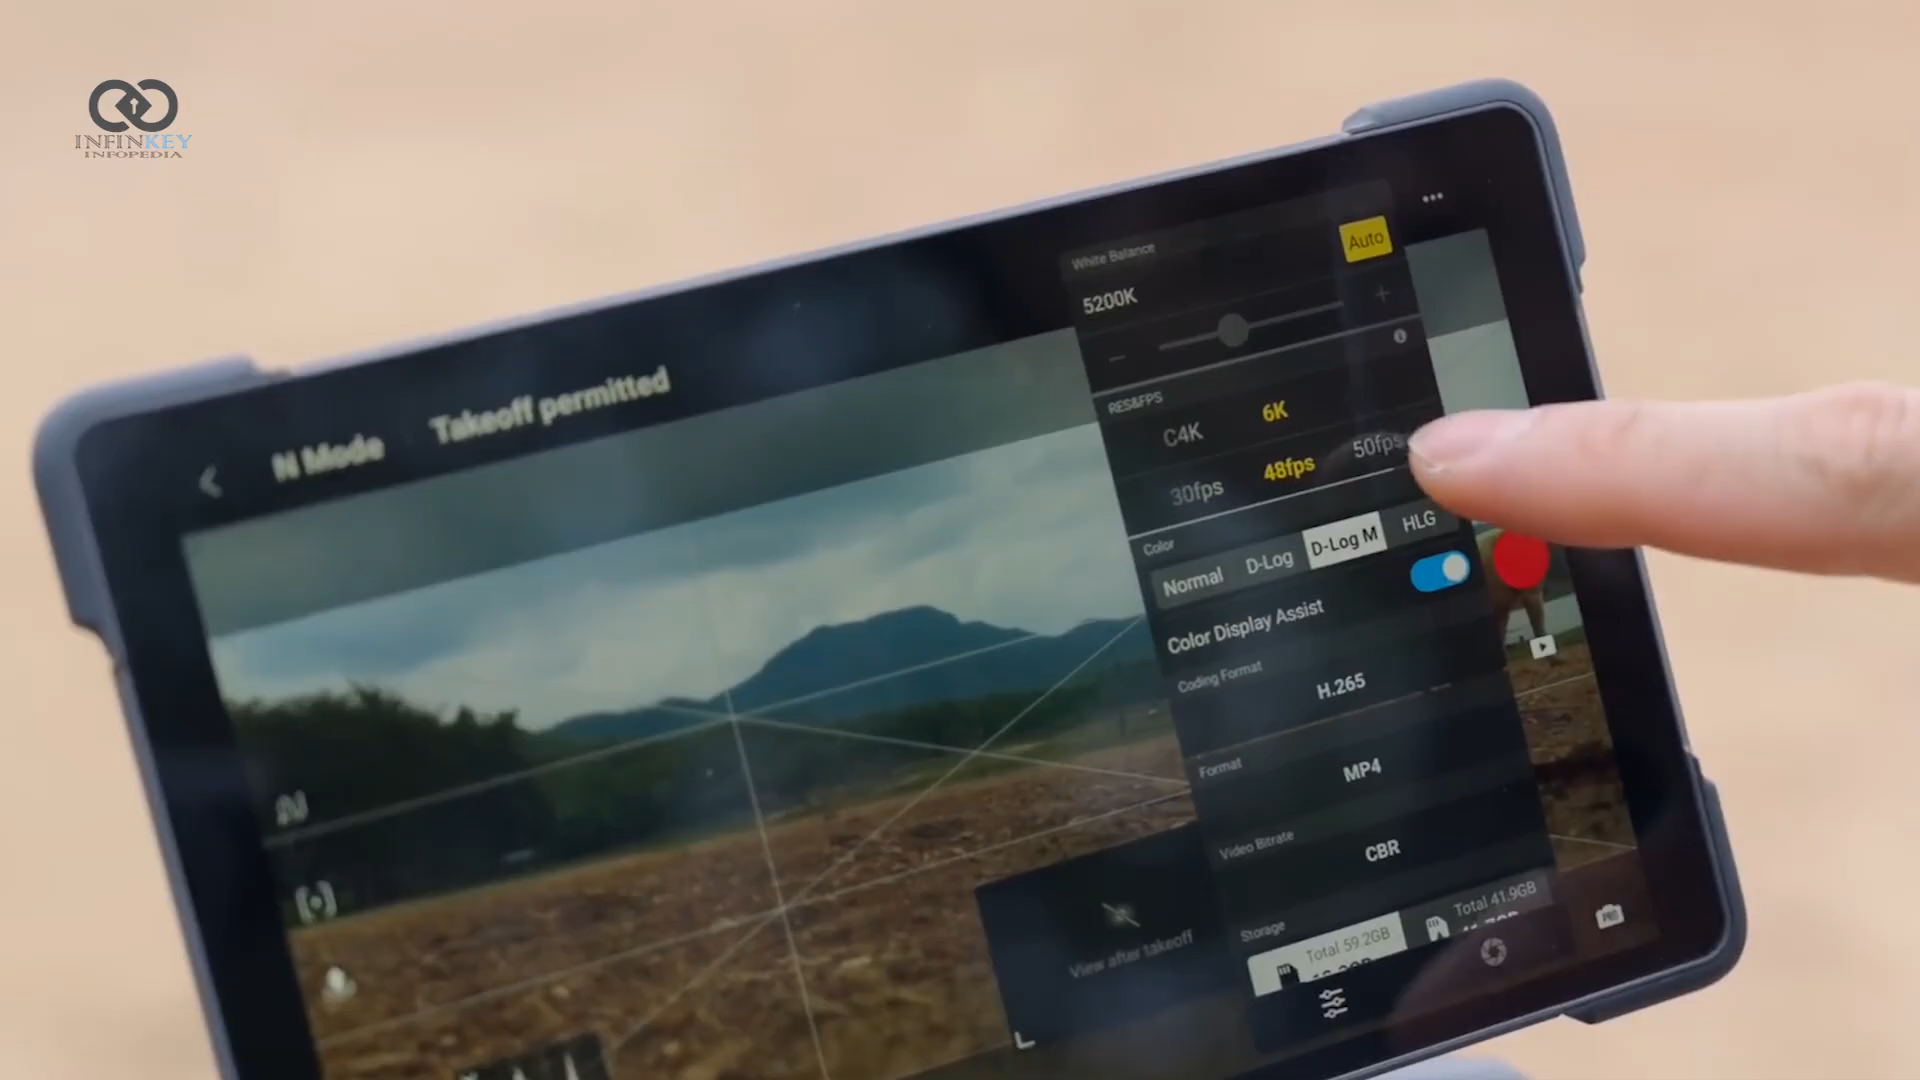 INFINKEY
INFOPEDIA
N Mode
Takeoff permitted
White Balance
Auto
5200K
RES&FPS
C4K
6K
30fps
48fps
50fps
Color
Normal
D-Log
D-Log M
HLG
Color Display Assist
Coding Format
H.265
Format
MP4
Video Bitrate
CBR
Storage
Total 59.2GB
Total 41.9GB
View after takeoff
PRO